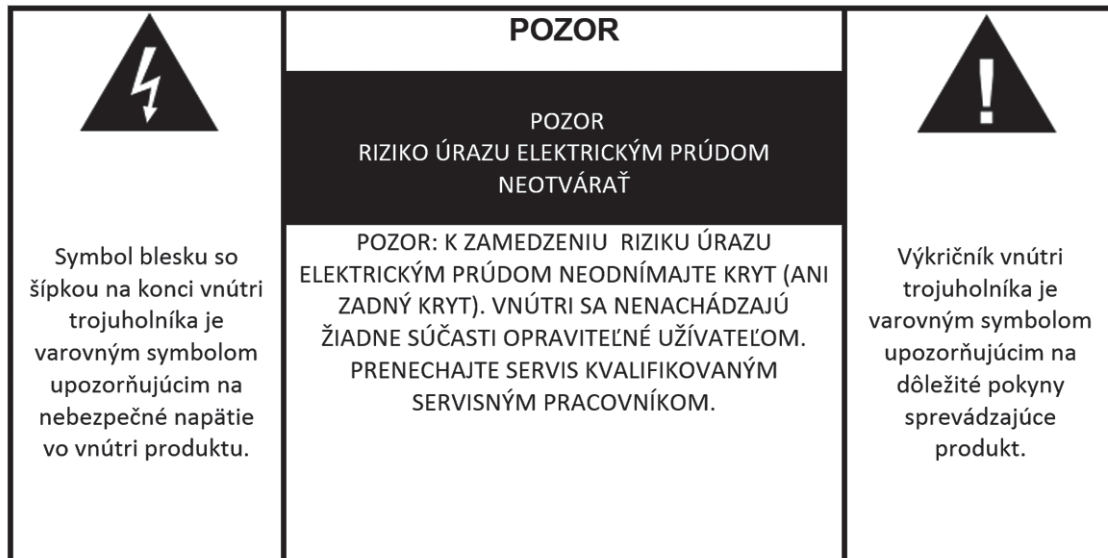 Symbol blesku so
šípkou na konci vnútri
trojuholníka je
varovným symbolom
upozorňujúcim na
nebezpečné napätie
vo vnútri produktu.
POZOR
POZOR
RIZIKO ÚRAZU ELEKTRICKÝM PRÚDOM
NEOTVÁRAŤ
POZOR: K ZAMEDZENIU RIZIKU ÚRAZU
ELEKTRICKÝM PRÚDOM NEODNÍMAJTE KRYT (ANI
ZADNÝ KRYT). VNÚTRI SA NENACHÁDZAJÚ
ŽIADNE SÚČASTI OPRAVITEĽNÉ UŽÍVATEĽOM.
PRENECHAJTE SERVIS KVALIFIKOVANÝM
SERVISNÝM PRACOVNÍKOM.
!
Výkričník vnútri
trojuholníka je
varovným symbolom
upozorňujúcim na
dôležité pokyny
sprevádzajúce
produkt.